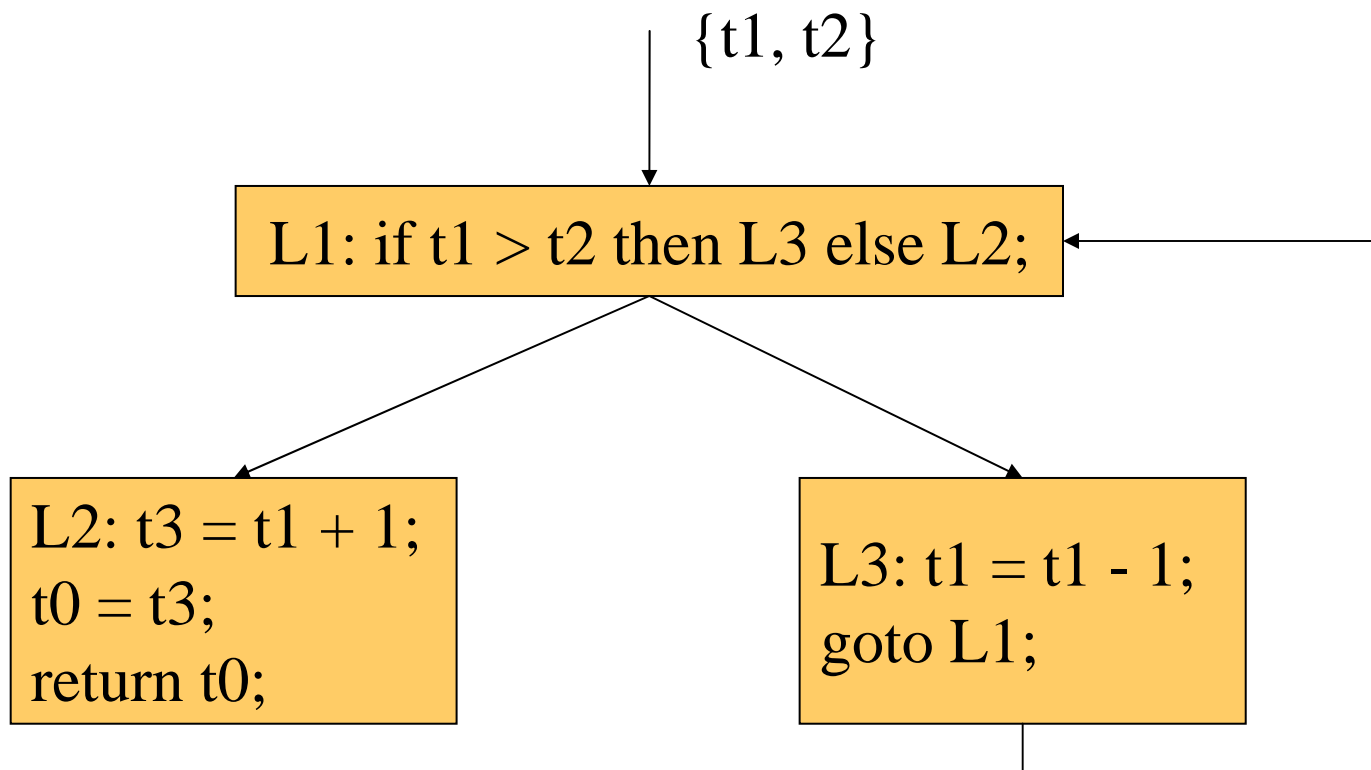 {t1, t2}
L1: if t1 > t2 then L3 else L2;
L2: t3 = t1 + 1;
t0 = t3;
return t0;
L3: t1 = t1 - 1;
goto L1;